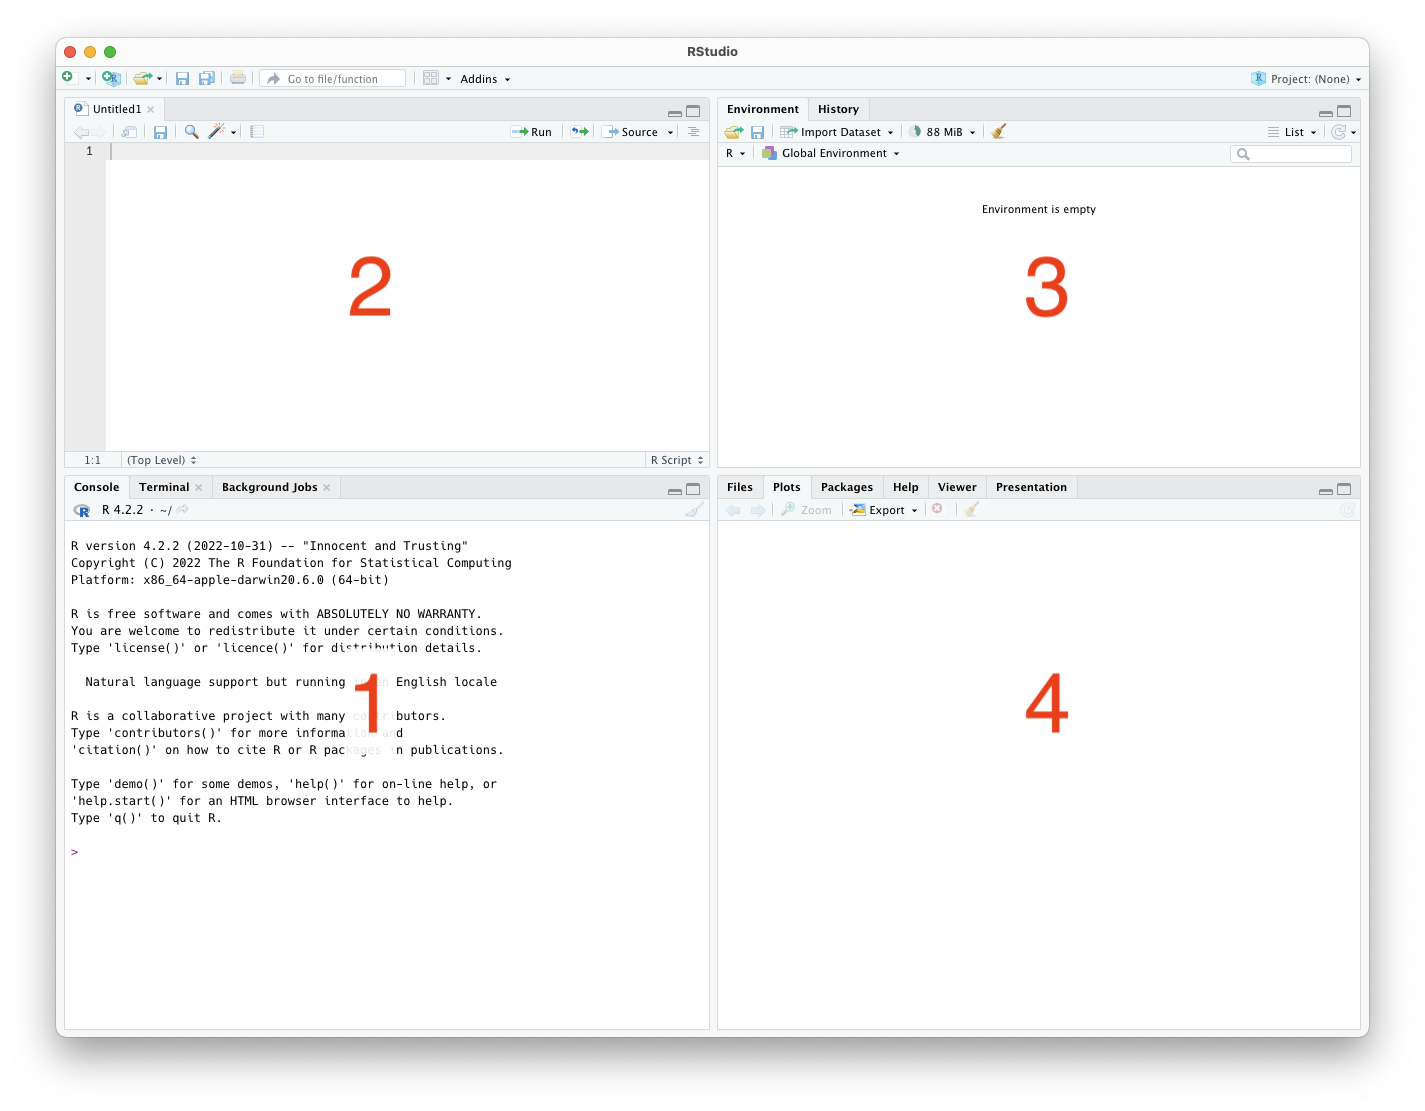 RStudio
Go to file/function
Addins
Project: (None)
Untitled1
Run
Source
1
2
1:1
(Top Level)
R Script
Environment
History
Import Dataset
88 MiB
List
R
Global Environment
Environment is empty
3
Console
Terminal
Background Jobs
R 4.2.2 · ~/
R version 4.2.2 (2022-10-31) -- "Innocent and Trusting"
Copyright (C) 2022 The R Foundation for Statistical Computing
Platform: x86_64-apple-darwin20.6.0 (64-bit)
R is free software and comes with ABSOLUTELY NO WARRANTY.
You are welcome to redistribute it under certain conditions.
Type 'license()' or 'licence()' for distribution details.
Natural language support but running in an English locale
R is a collaborative project with many contributors.
Type 'contributors()' for more information and
'citation()' on how to cite R or R packages in publications.
Type 'demo()' for some demos, 'help()' for on-line help, or
'help.start()' for an HTML browser interface to help.
Type 'q()' to quit R.
>
1
Files
Plots
Packages
Help
Viewer
Presentation
Zoom
Export
4